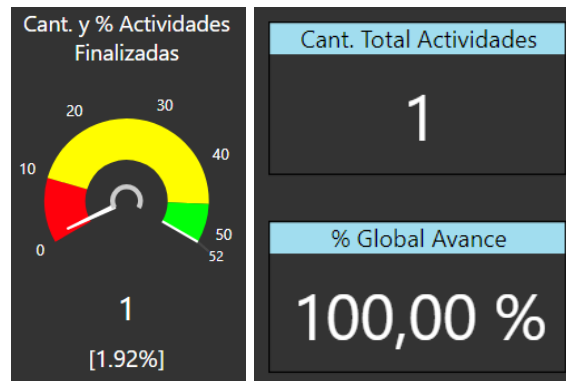 Cant. y % Actividades
Finalizadas
20
30
10
40
0
50
52
1
[1.92%]
Cant. Total Actividades
1
% Global Avance
100,00 %